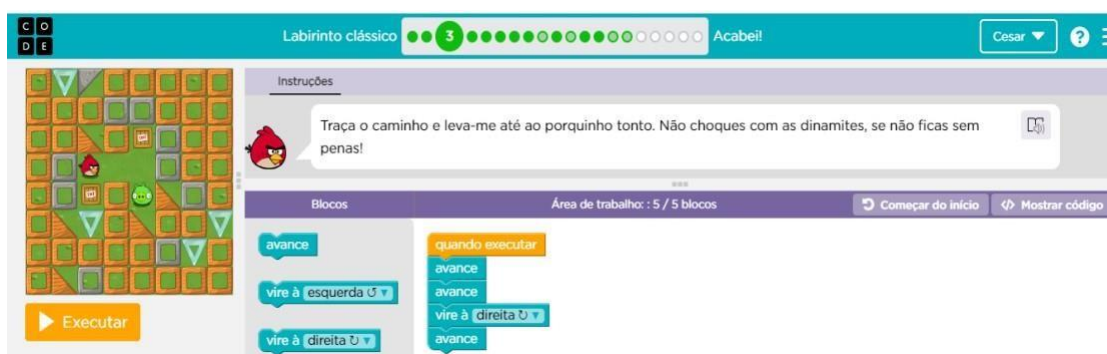 C O
D E
Labirinto clássico 3 Acabei!
Cesar
?
Instruções
Traça o caminho e leva-me até ao porquinho tonto. Não choques com as dinamites, se não ficas sem
penas!
Blocos
Área de trabalho: : 5 / 5 blocos
Começar do início
</> Mostrar código
avance
vire à esquerda ↺
vire à direita ↻
quando executar
avance
avance
vire à direita ↻
avance
Executar